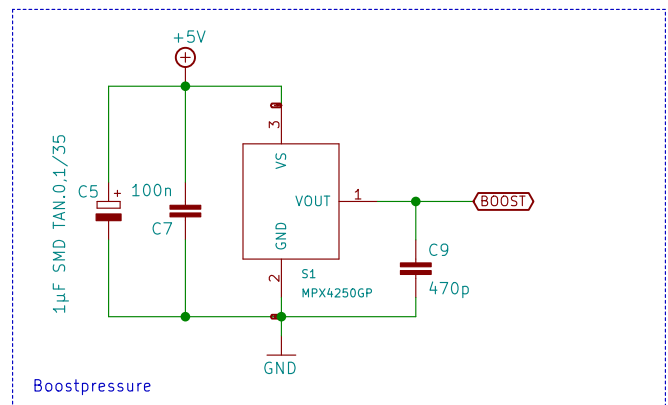 +5V
1µF SMD TAN.0,1/35
C5
+
100n
C7
3
VS
VOUT
1
GND
2
S1
MPX4250GP
BOOST
C9
470p
GND
Boostpressure